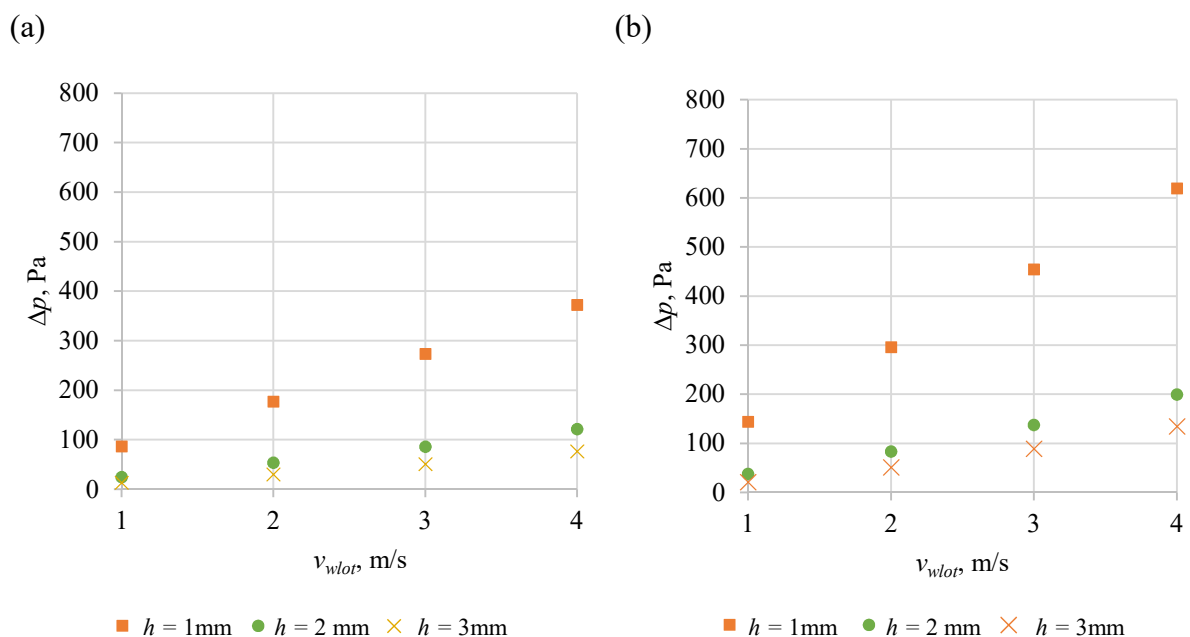 (a)
800
700
600
500
400
300
200
100
0
Δp, Pa
1 2 3 4
v_wlot, m/s
h = 1mm h = 2 mm h = 3mm
(b)
800
700
600
500
400
300
200
100
0
Δp, Pa
1 2 3 4
v_wlot, m/s
h = 1mm h = 2 mm h = 3mm